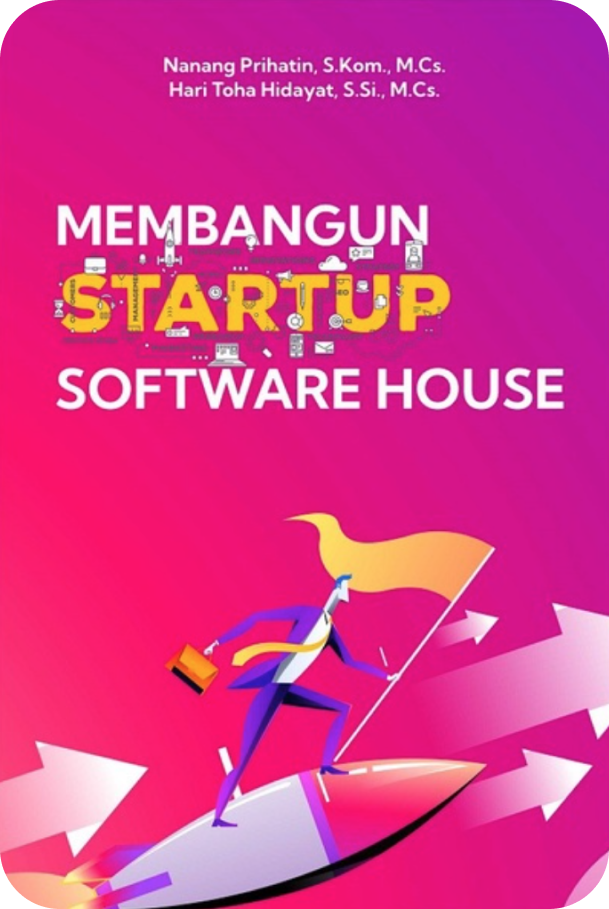 Nanang Prihatin, S.Kom., M.Cs.
Hari Toha Hidayat, S.Si., M.Cs.
MEMBANGUN
STARTUP
SOFTWARE HOUSE